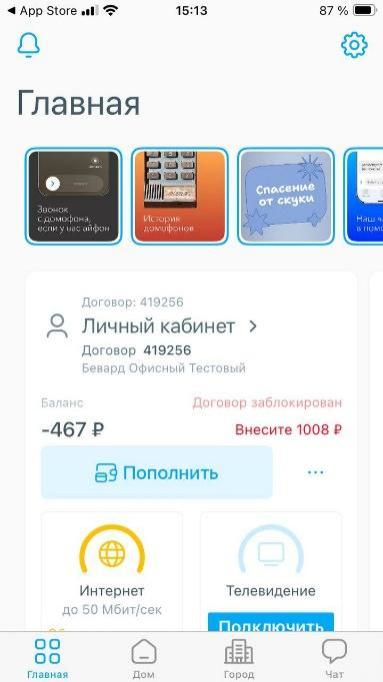 App Store
15:13
87 %
Главная
Звонок
с домофона,
если у вас айфон
История
домофонов
Спасение
от скуки
Наш ч
в пом
Договор: 419256
Личный кабинет
Договор 419256
Бевард Офисный Тестовый
Баланс
Договор заблокирован
-467 ₽
Внесите 1008 ₽
Пополнить
...
Интернет
до 50 Мбит/сек
Телевидение
Подключить
Главная
Дом
Город
Чат